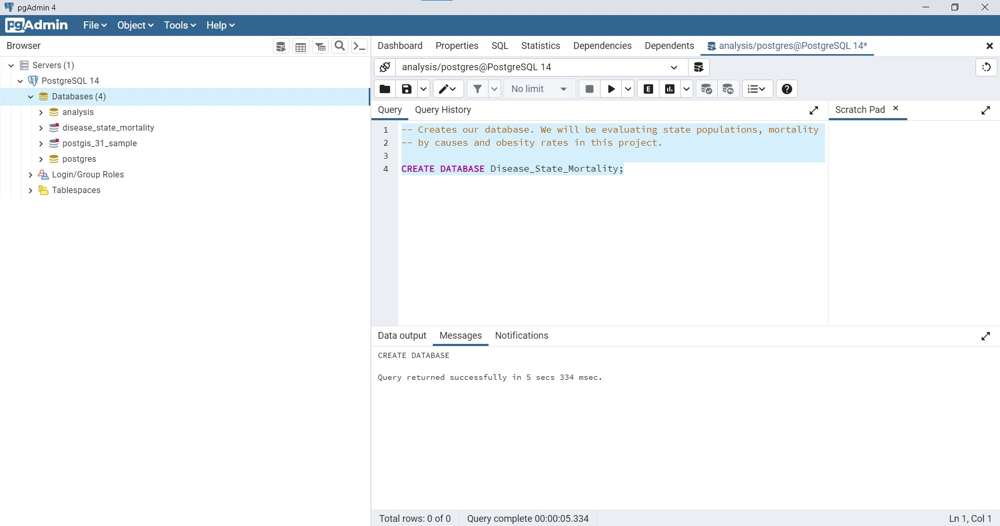 pgAdmin 4
pgAdmin File Object Tools Help
Browser
Dashboard Properties SQL Statistics Dependencies Dependents analysis/postgres@PostgreSQL 14*
Servers (1)
PostgreSQL 14
Databases (4)
analysis
disease_state_mortality
postgis_31_sample
postgres
Login/Group Roles
Tablespaces
analysis/postgres@PostgreSQL 14
No limit
E
Query Query History
Scratch Pad
1 -- Creates our database. We will be evaluating state populations, mortality
2 -- by causes and obesity rates in this project.
3
4 CREATE DATABASE Disease_State_Mortality;
Data output Messages Notifications
CREATE DATABASE
Query returned successfully in 5 secs 334 msec.
Total rows: 0 of 0 Query complete 00:00:05.334 Ln 1, Col 1